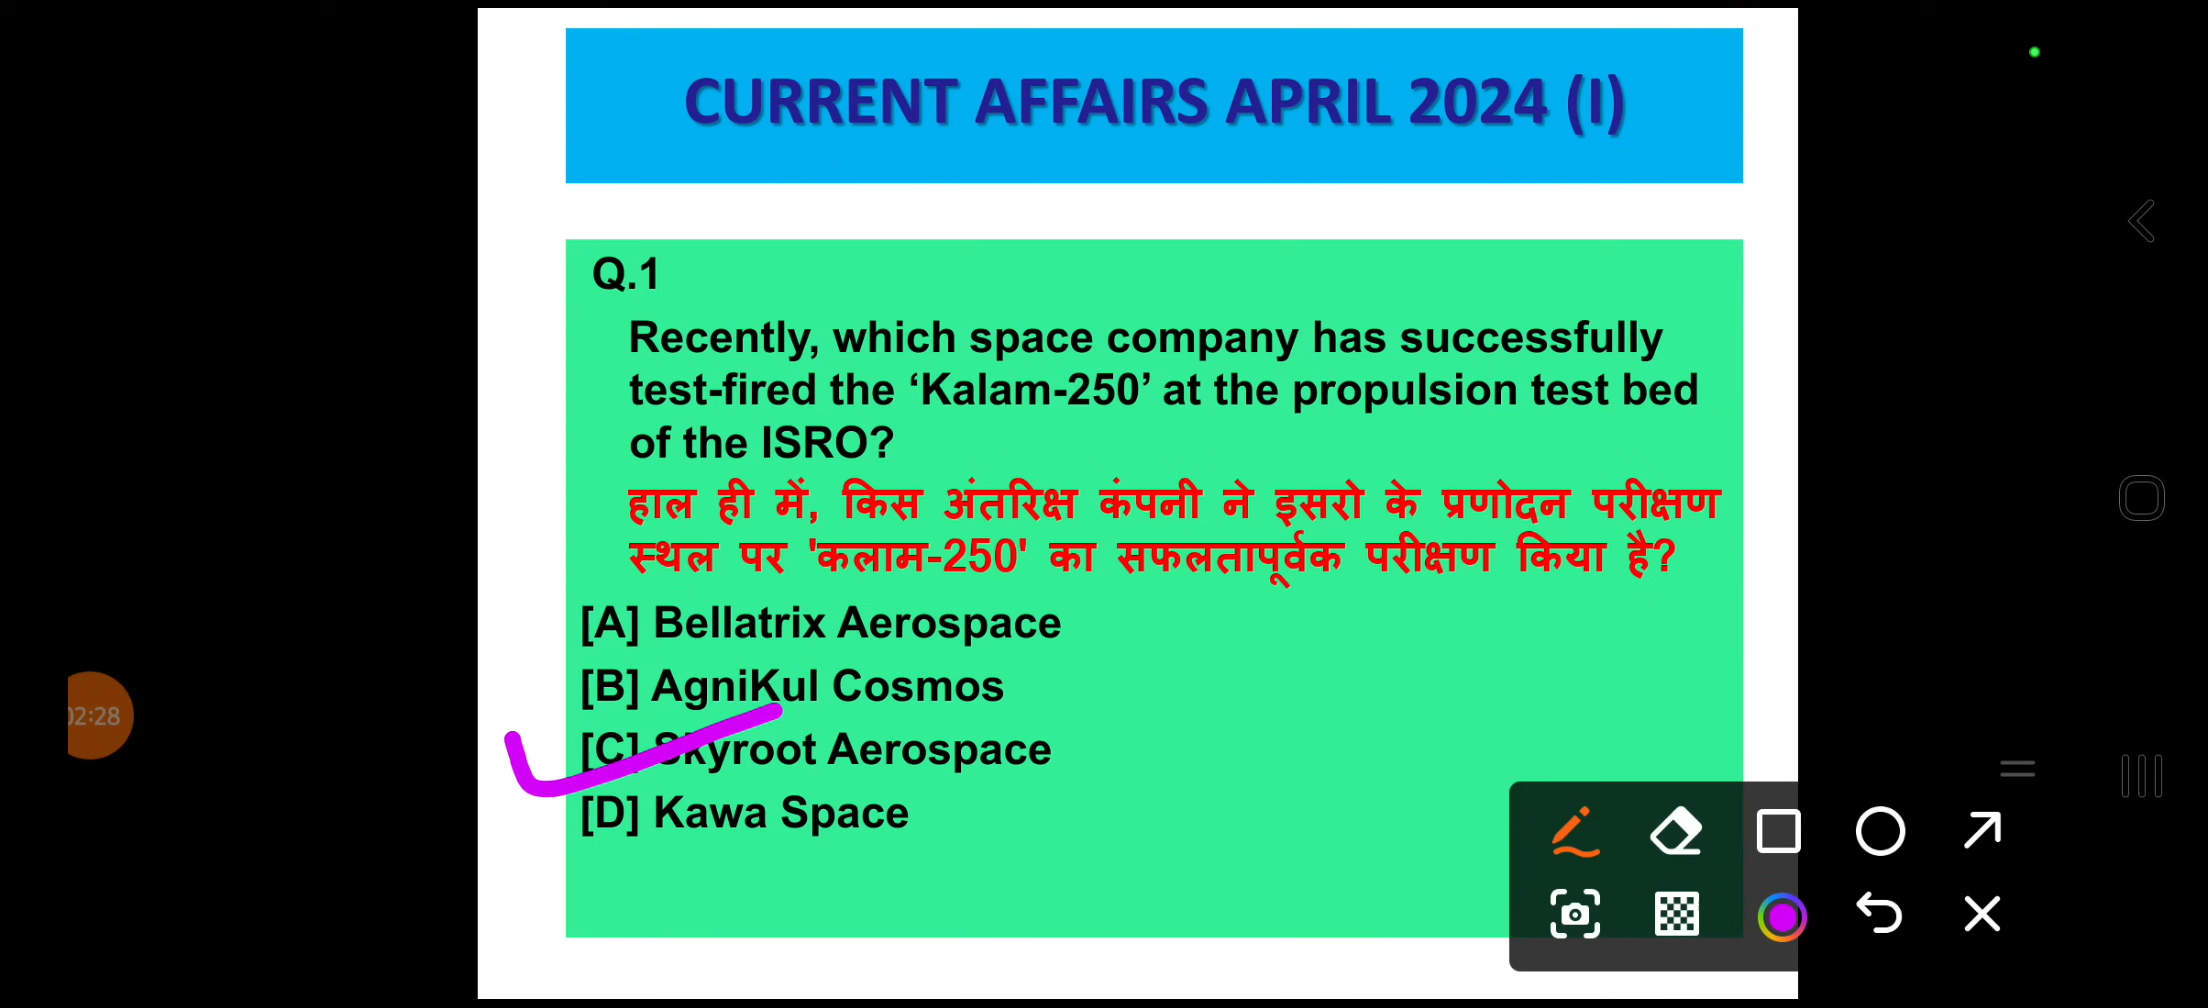 CURRENT AFFAIRS APRIL 2024 (I)
Q.1
Recently, which space company has successfully
test-fired the ‘Kalam-250’ at the propulsion test bed
of the ISRO?
हाल ही में, किस अंतरिक्ष कंपनी ने इसरो के प्रणोदन परीक्षण
स्थल पर 'कलाम-250' का सफलतापूर्वक परीक्षण किया है?
[A] Bellatrix Aerospace
[B] AgniKul Cosmos
[C] Skyroot Aerospace
[D] Kawa Space
02:28